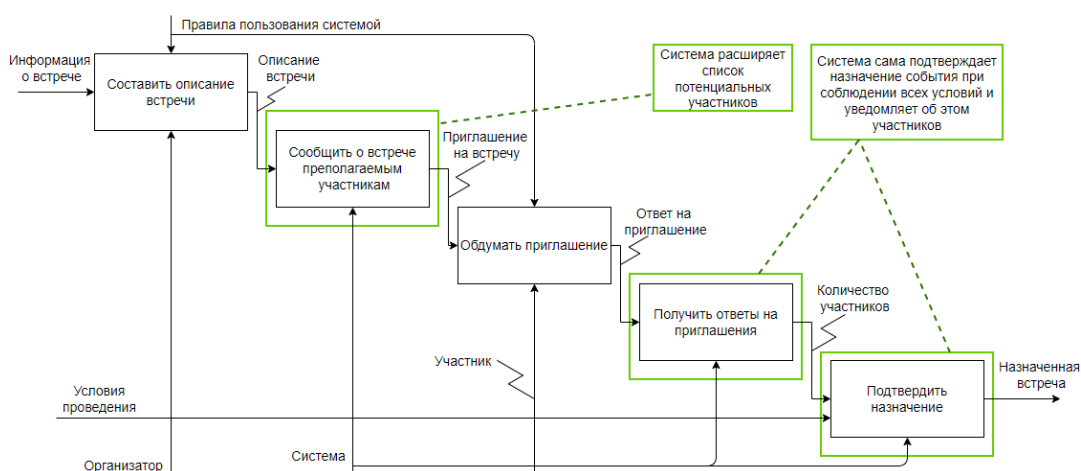 Правила пользования системой
Информация
о встрече
Составить описание
встречи
Описание
встречи
Система расширяет
список
потенциальных
участников
Система сама подтверждает
назначение события при
соблюдении всех условий и
уведомляет об этом
участников
Сообщить о встрече
преполагаемым
участникам
Приглашение
на встречу
Обдумать приглашение
Ответ на
приглашение
Получить ответы на
приглашения
Количество
участников
Участник
Условия
проведения
Подтвердить
назначение
Назначенная
встреча
Система
Организатор